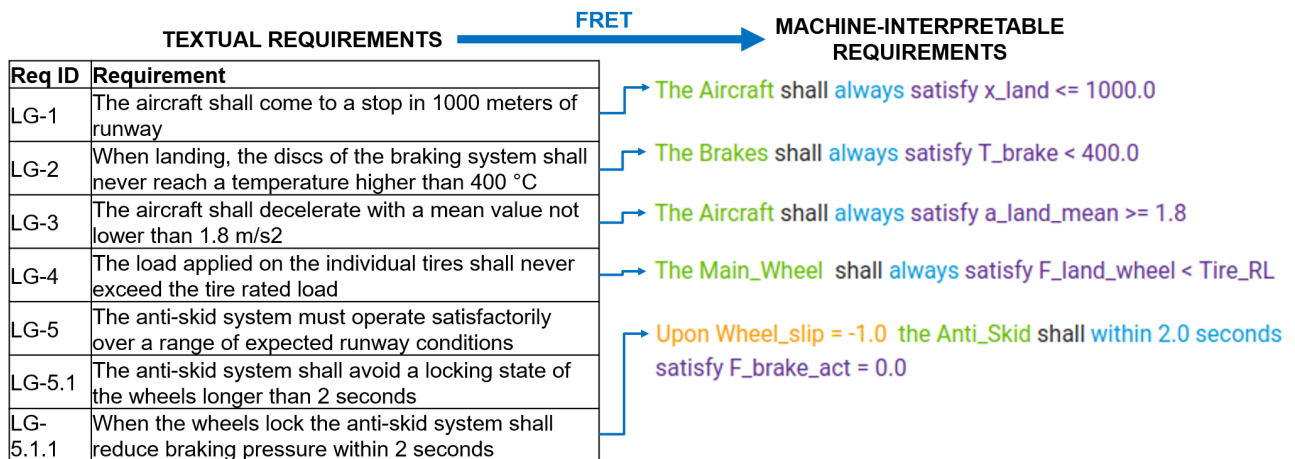 FRET
TEXTUAL REQUIREMENTS
MACHINE-INTERPRETABLE
REQUIREMENTS
Req ID Requirement
LG-1 The aircraft shall come to a stop in 1000 meters of
runway
LG-2 When landing, the discs of the braking system shall
never reach a temperature higher than 400 °C
LG-3 The aircraft shall decelerate with a mean value not
lower than 1.8 m/s2
LG-4 The load applied on the individual tires shall never
exceed the tire rated load
LG-5 The anti-skid system must operate satisfactorily
over a range of expected runway conditions
LG-5.1 The anti-skid system shall avoid a locking state of
the wheels longer than 2 seconds
LG-
5.1.1 When the wheels lock the anti-skid system shall
reduce braking pressure within 2 seconds
The Aircraft shall always satisfy x_land <= 1000.0
The Brakes shall always satisfy T_brake < 400.0
The Aircraft shall always satisfy a_land_mean >= 1.8
The Main_Wheel shall always satisfy F_land_wheel < Tire_RL
Upon Wheel_slip = -1.0 the Anti_Skid shall within 2.0 seconds
satisfy F_brake_act = 0.0